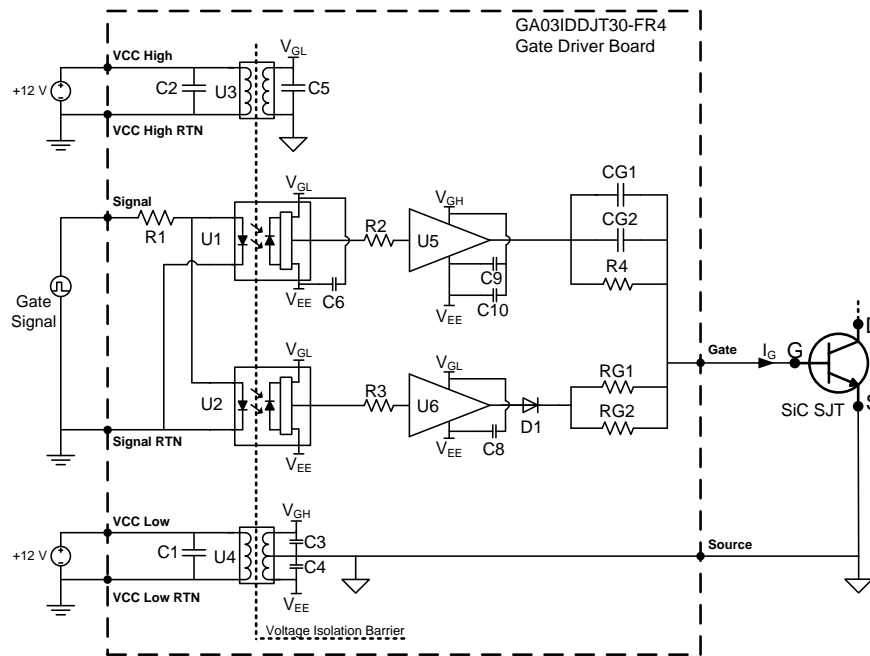 GA03IDDJT30-FR4
Gate Driver Board
VCC High
VGL
+12 V
C2
U3
C5
VCC High RTN
Signal
R1
U1
VGL
VEE
C6
R2
VGH
U5
C9
C10
VEE
CG1
CG2
R4
Gate
Signal
Gate
IG
G
D
S
SiC SJT
U2
VGL
VEE
R3
VGL
U6
VEE
C8
D1
RG1
RG2
Signal RTN
VCC Low
VGH
+12 V
C1
U4
C3
C4
VEE
VCC Low RTN
Source
Voltage Isolation Barrier